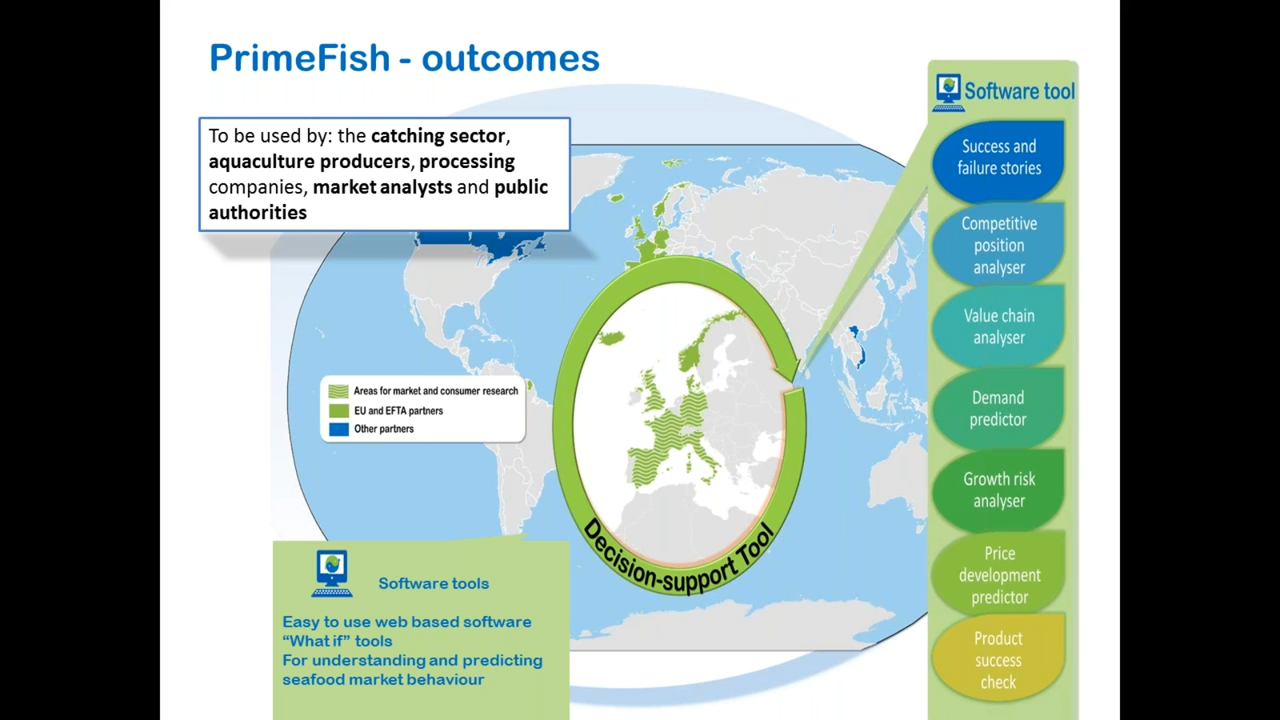 PrimeFish - outcomes
To be used by: the catching sector,
aquaculture producers, processing
companies, market analysts and public
authorities
Areas for market and consumer research
EU and EFTA partners
Other partners
Decision-support Tool
Software tools
Easy to use web based software
“What if” tools
For understanding and predicting
seafood market behaviour
Software tool
Success and
failure stories
Competitive
position
analyser
Value chain
analyser
Demand
predictor
Growth risk
analyser
Price
development
predictor
Product
success
check